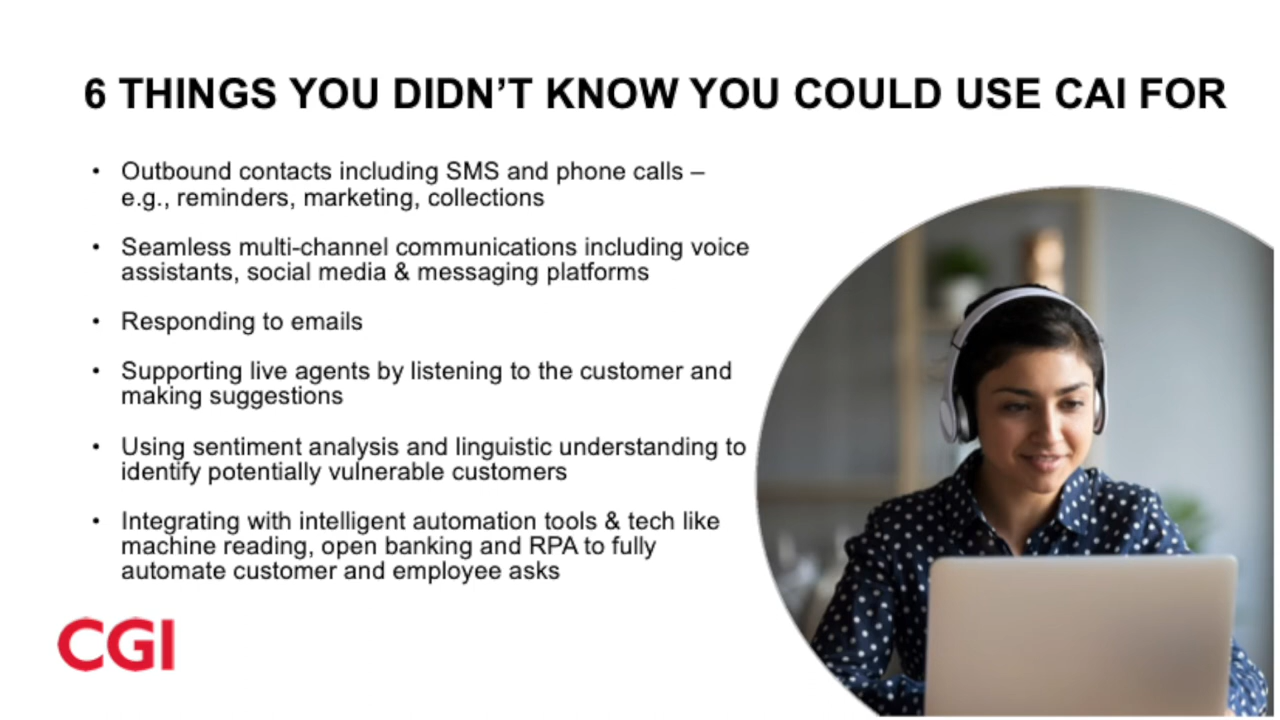 6 THINGS YOU DIDN’T KNOW YOU COULD USE CAI FOR
• Outbound contacts including SMS and phone calls –
e.g., reminders, marketing, collections
• Seamless multi-channel communications including voice
assistants, social media & messaging platforms
• Responding to emails
• Supporting live agents by listening to the customer and
making suggestions
• Using sentiment analysis and linguistic understanding to
identify potentially vulnerable customers
• Integrating with intelligent automation tools & tech like
machine reading, open banking and RPA to fully
automate customer and employee asks
CGI